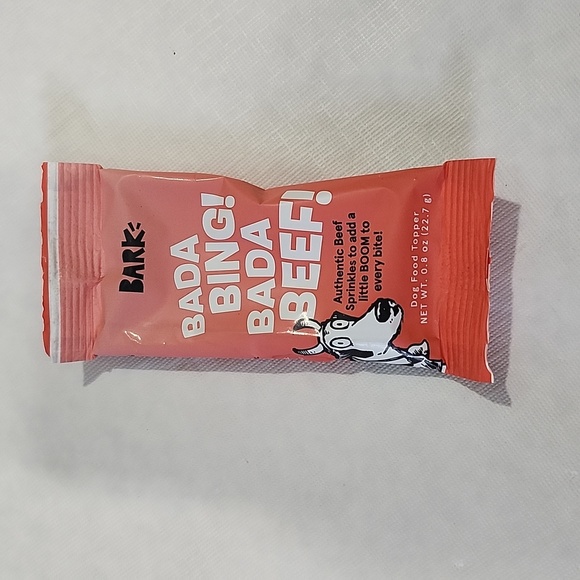 BARK
BADA
BING!
BADA
BEEF!
Authentic Beef
Sprinkles to add a
little BOOM to
every bite!
Dog Food Topper
NET WT. 0.8 oz (22.7 g)